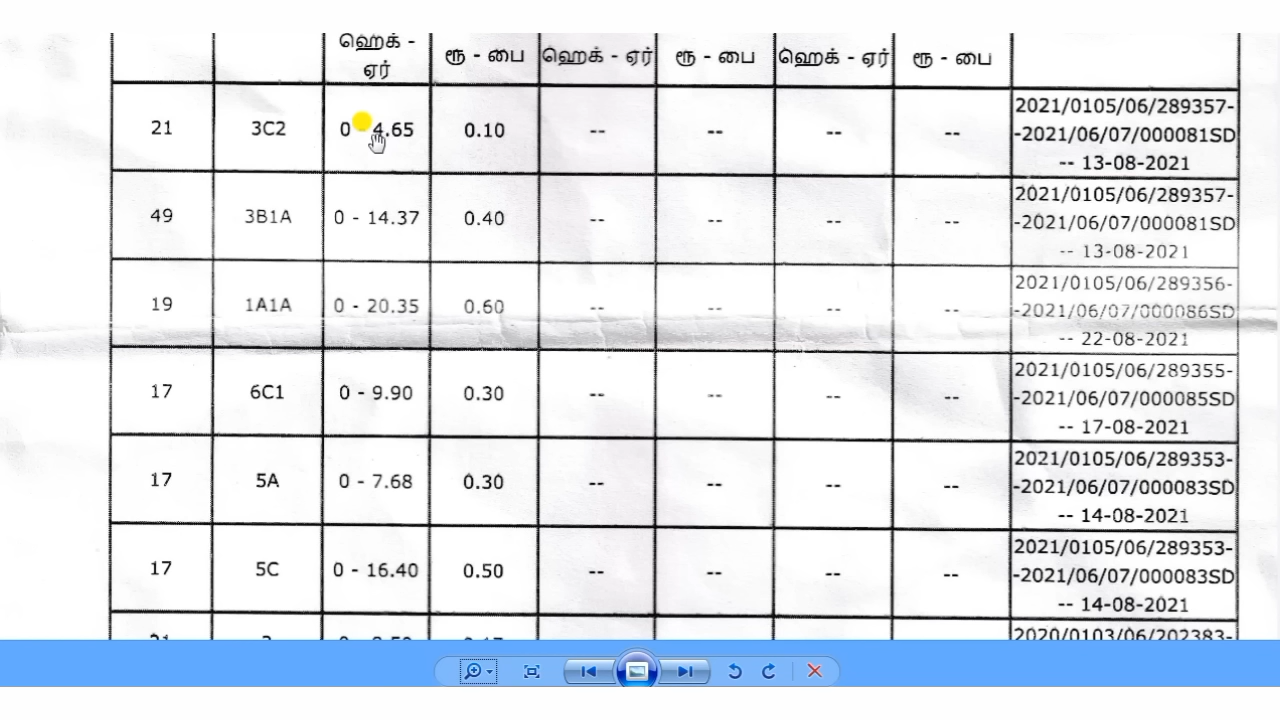 ஹெக் - ஏர் ரூ - பை ஹெக் - ஏர் ரூ - பை ஹெக் - ஏர் ரூ - பை
21 3C2 0 - 4.65 0.10 -- -- -- -- 2021/0105/06/289357-
-2021/06/07/000081SD
-- 13-08-2021
49 3B1A 0 - 14.37 0.40 -- -- -- -- 2021/0105/06/289357-
-2021/06/07/000081SD
-- 13-08-2021
19 1A1A 0 - 20.35 0.60 -- -- -- -- 2021/0105/06/289356-
-2021/06/07/000086SD
-- 22-08-2021
17 6C1 0 - 9.90 0.30 -- -- -- -- 2021/0105/06/289355-
-2021/06/07/000085SD
-- 17-08-2021
17 5A 0 - 7.68 0.30 -- -- -- -- 2021/0105/06/289353-
-2021/06/07/000083SD
-- 14-08-2021
17 5C 0 - 16.40 0.50 -- -- -- -- 2021/0105/06/289353-
-2021/06/07/000083SD
-- 14-08-2021
2020/0103/06/202383-